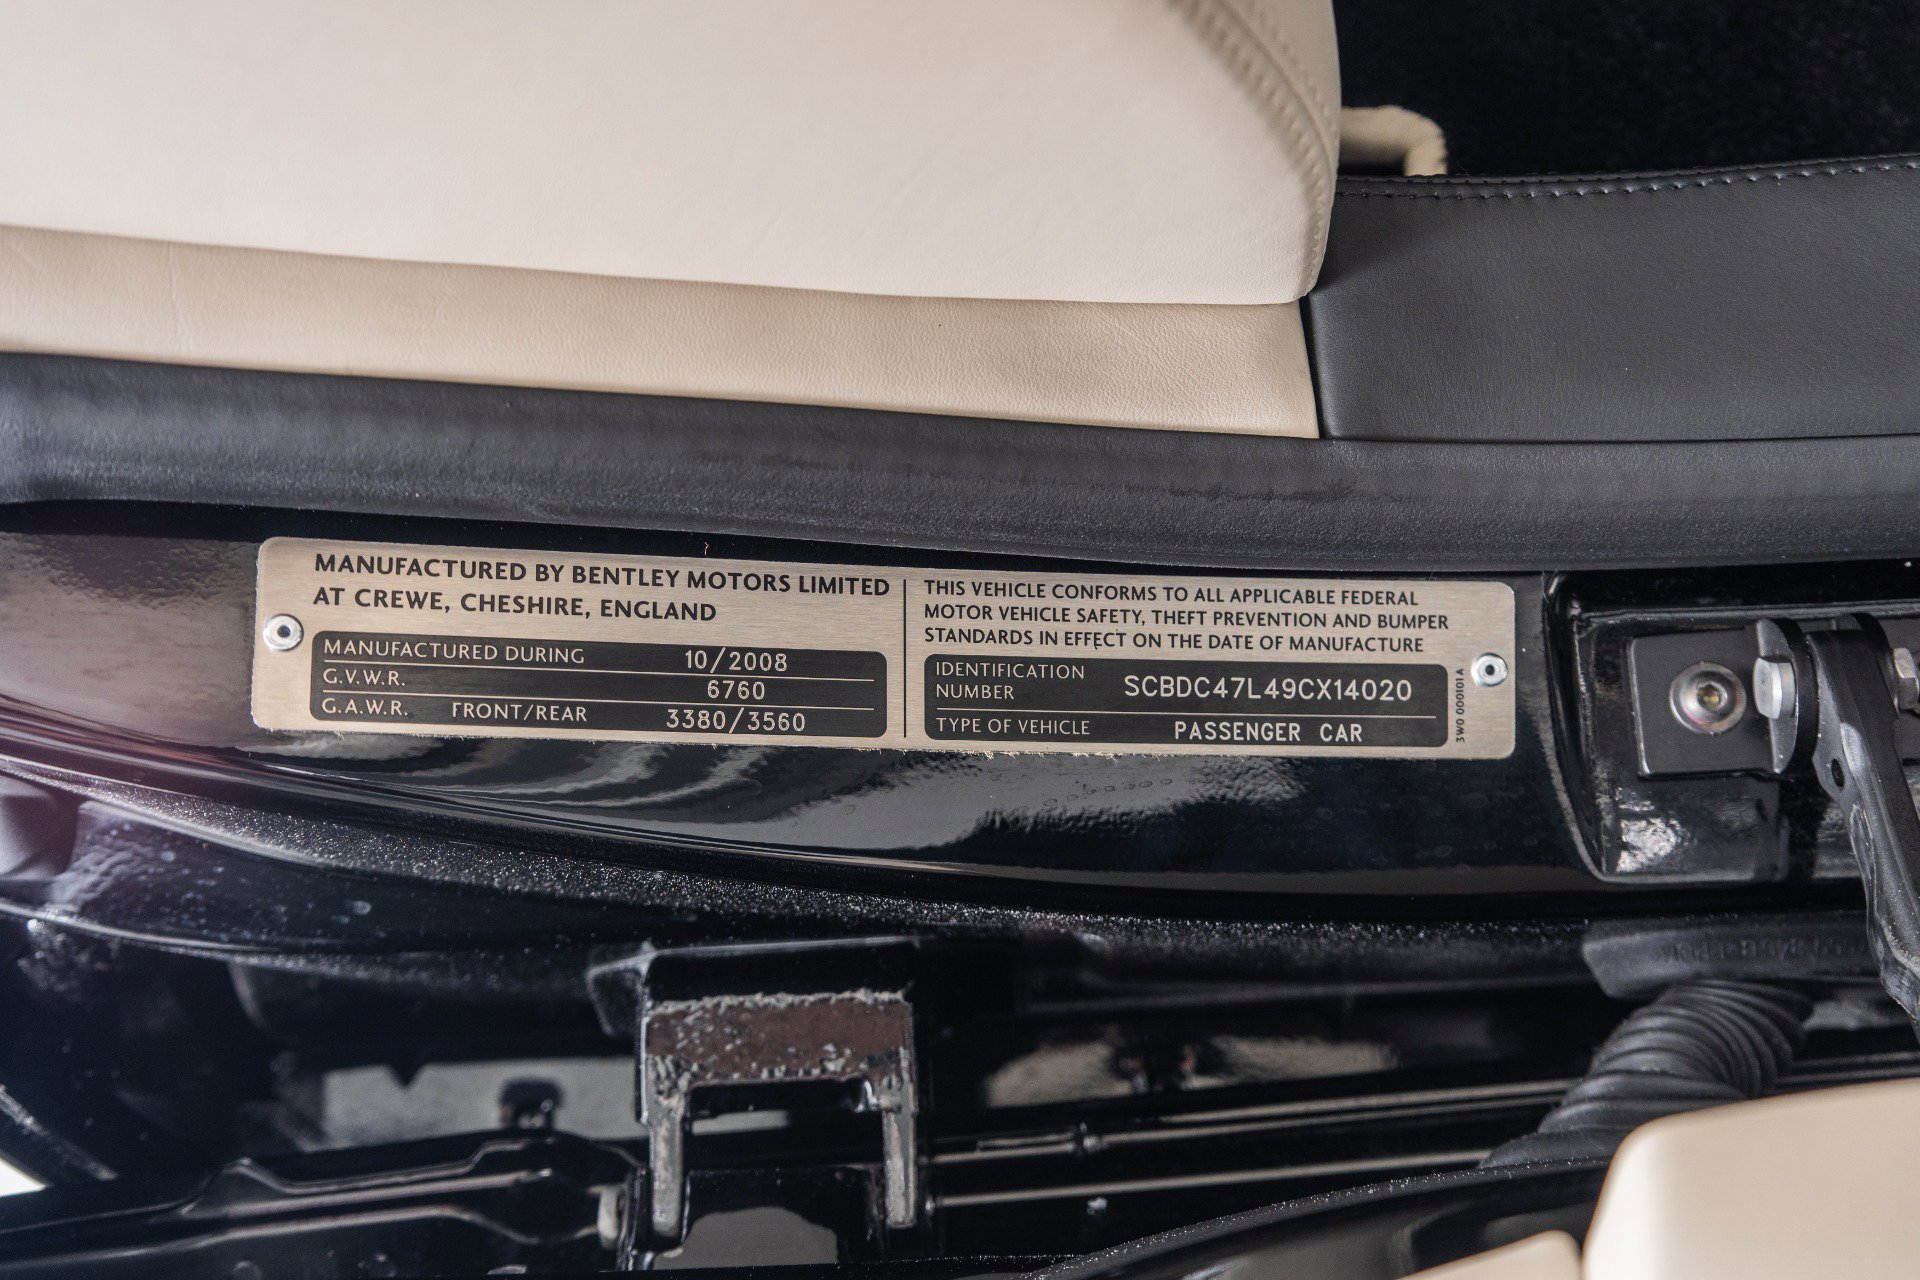 MANUFACTURED BY BENTLEY MOTORS LIMITED
AT CREWE, CHESHIRE, ENGLAND
MANUFACTURED DURING 10/2008
G.V.W.R. 6760
G.A.W.R. FRONT/REAR 3380/3560
THIS VEHICLE CONFORMS TO ALL APPLICABLE FEDERAL
MOTOR VEHICLE SAFETY, THEFT PREVENTION AND BUMPER
STANDARDS IN EFFECT ON THE DATE OF MANUFACTURE
IDENTIFICATION
NUMBER SCBDC47L49CX14020
TYPE OF VEHICLE PASSENGER CAR
3W0 000101A